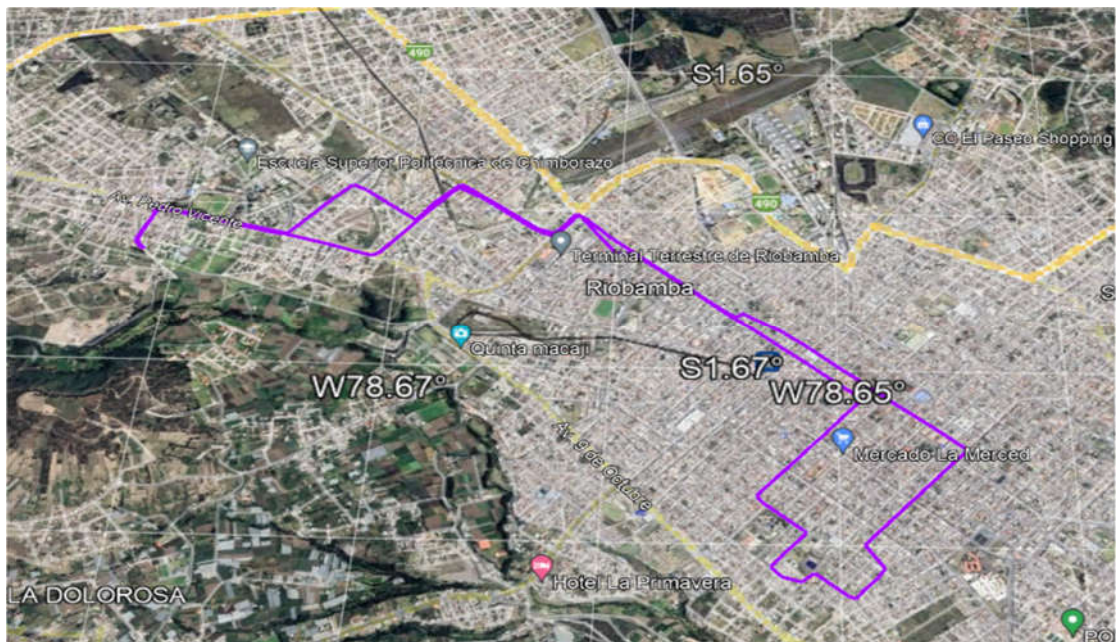 490
S1.65°
CC El Paseo Shopping
Escuela Superior Politécnica de Chimborazo
Av. Pedro Vicente
490
Terminal Terrestre de Riobamba
Riobamba
S
Quinta macají
S1.67°
W78.67°
W78.65°
Av. 9 de Octubre
Mercado La Merced
Hotel La Primavera
LA DOLOROSA